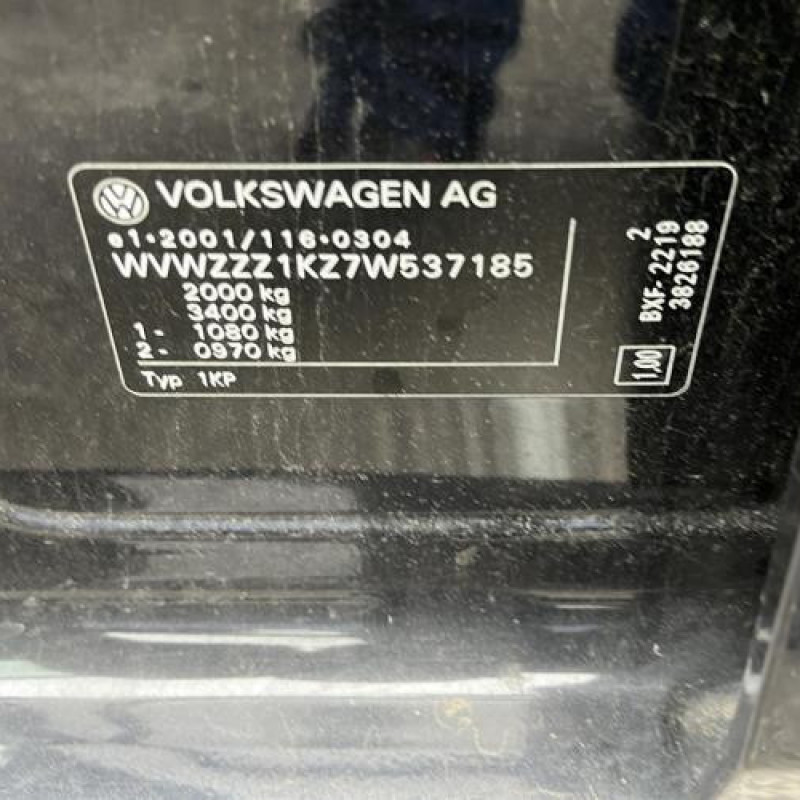 VOLKSWAGEN AG
e1*2001/116*0304
WVWZZZ1KZ7W537185
2000 kg
3400 kg
1- 1080 kg
2- 0970 kg
Typ 1KP
2
BXF-2219
3826188
1,00